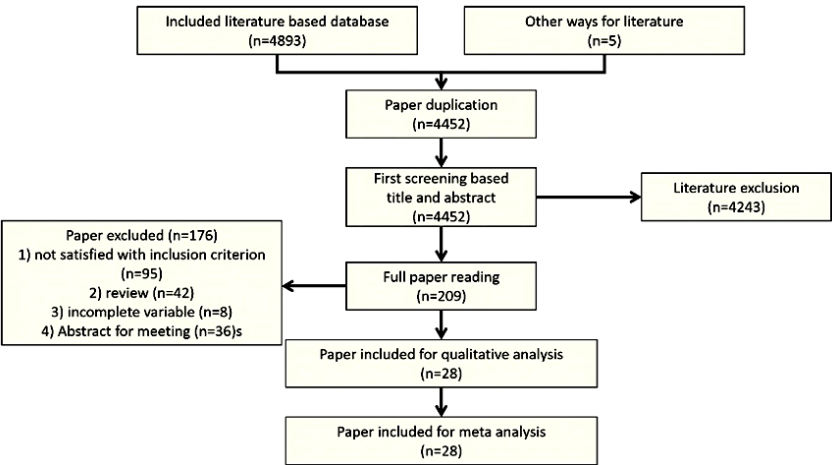 Included literature based database
(n=4893)
Other ways for literature
(n=5)
Paper duplication
(n=4452)
First screening based
title and abstract
(n=4452)
Literature exclusion
(n=4243)
Paper excluded (n=176)
1) not satisfied with inclusion criterion
(n=95)
2) review (n=42)
3) incomplete variable (n=8)
4) Abstract for meeting (n=36)s
Full paper reading
(n=209)
Paper included for qualitative analysis
(n=28)
Paper included for meta analysis
(n=28)